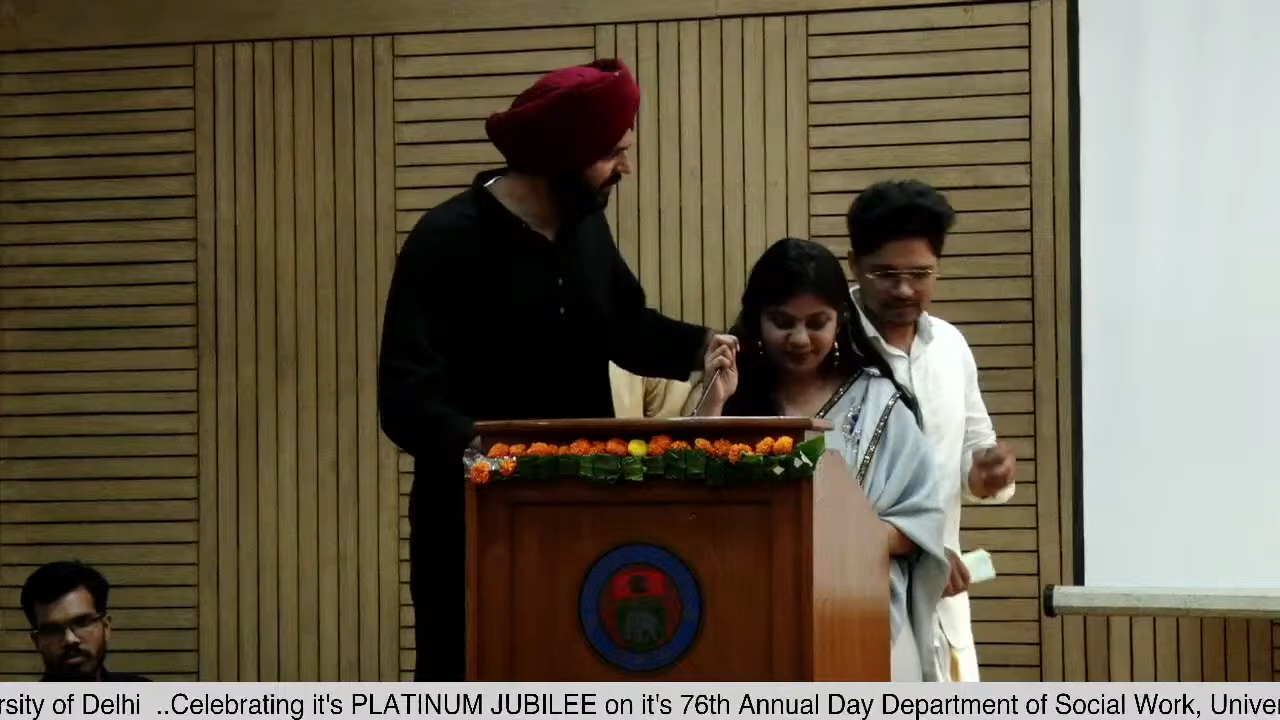 rsity of Delhi ..Celebrating it's PLATINUM JUBILEE on it's 76th Annual Day Department of Social Work, Univer